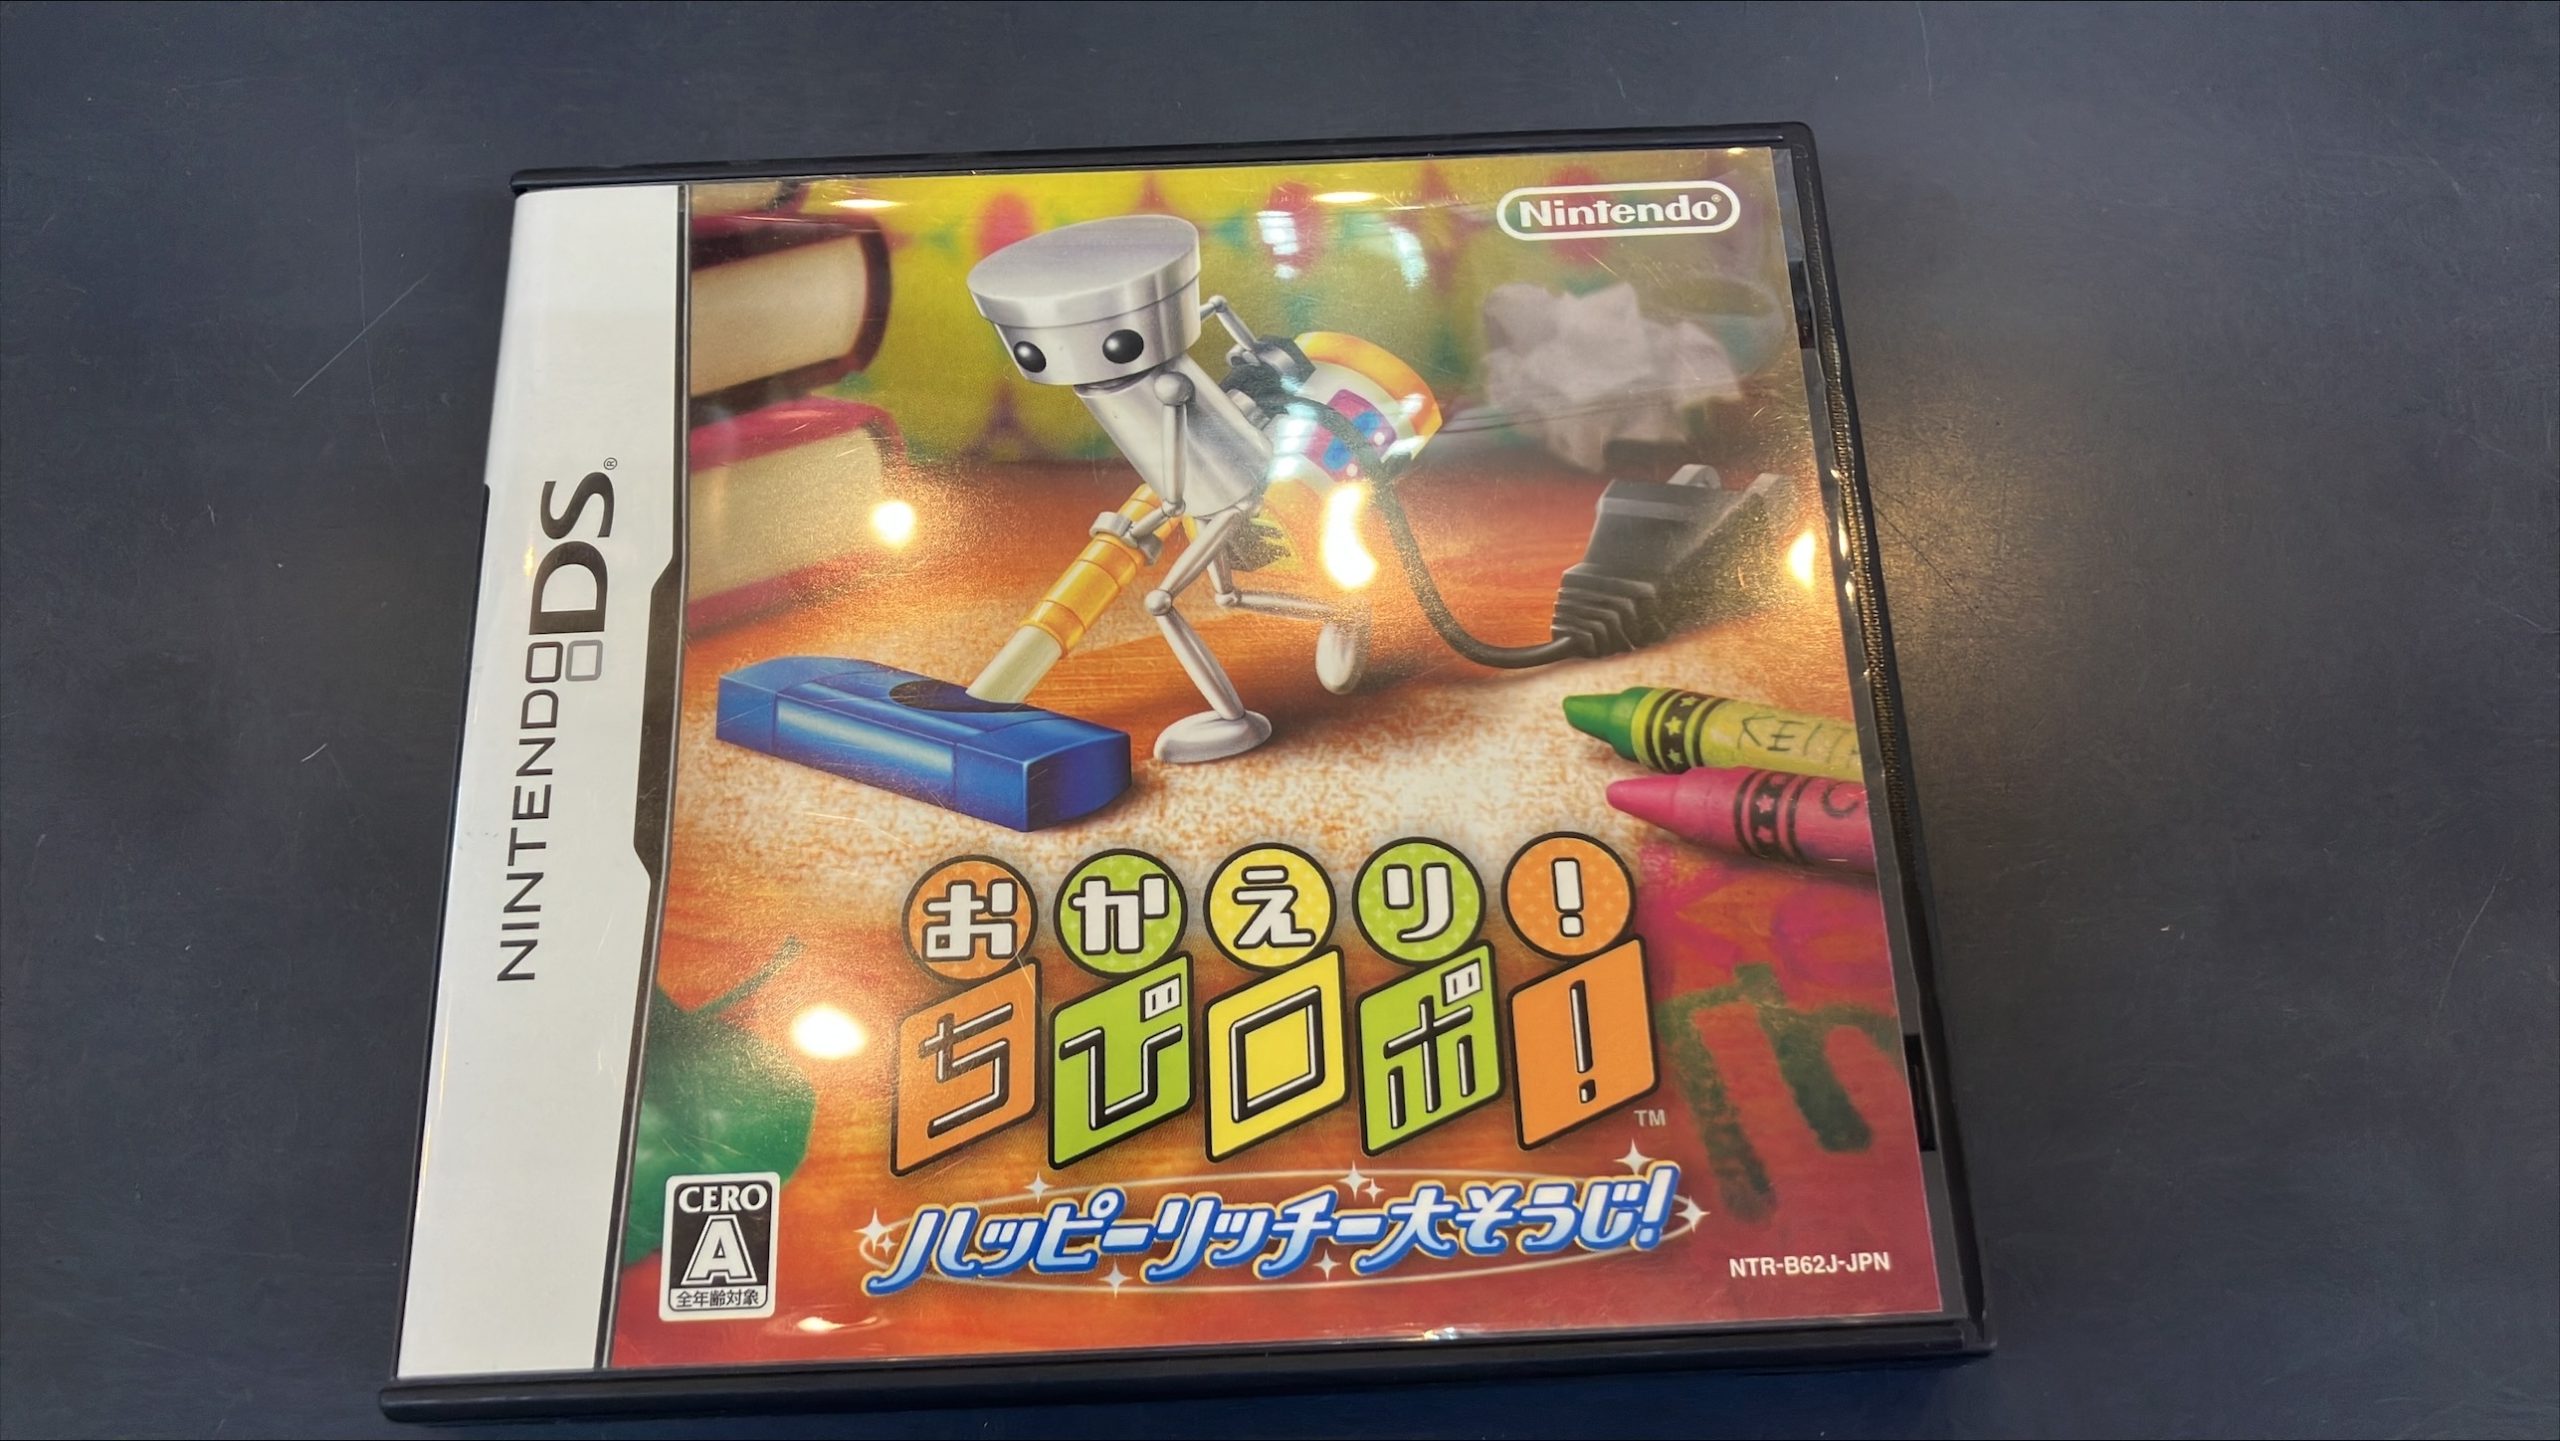 NINTENDO DS®
Nintendo®
KEIT
C
おかえり!
ちびロボ!
TM
ハッピーリッチー大そうじ!
CERO
A
全年齢対象
NTR-B62J-JPN